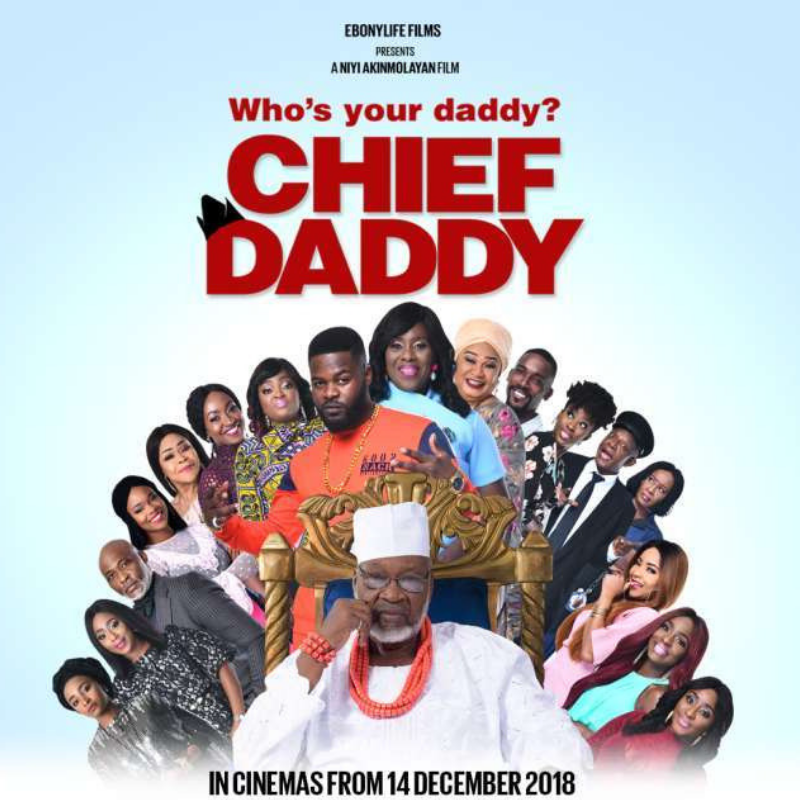 EBONYLIFE FILMS
PRESENTS
A NIYI AKINMOLAYAN FILM
Who's your daddy?
CHIEF
DADDY
IN CINEMAS FROM 14 DECEMBER 2018